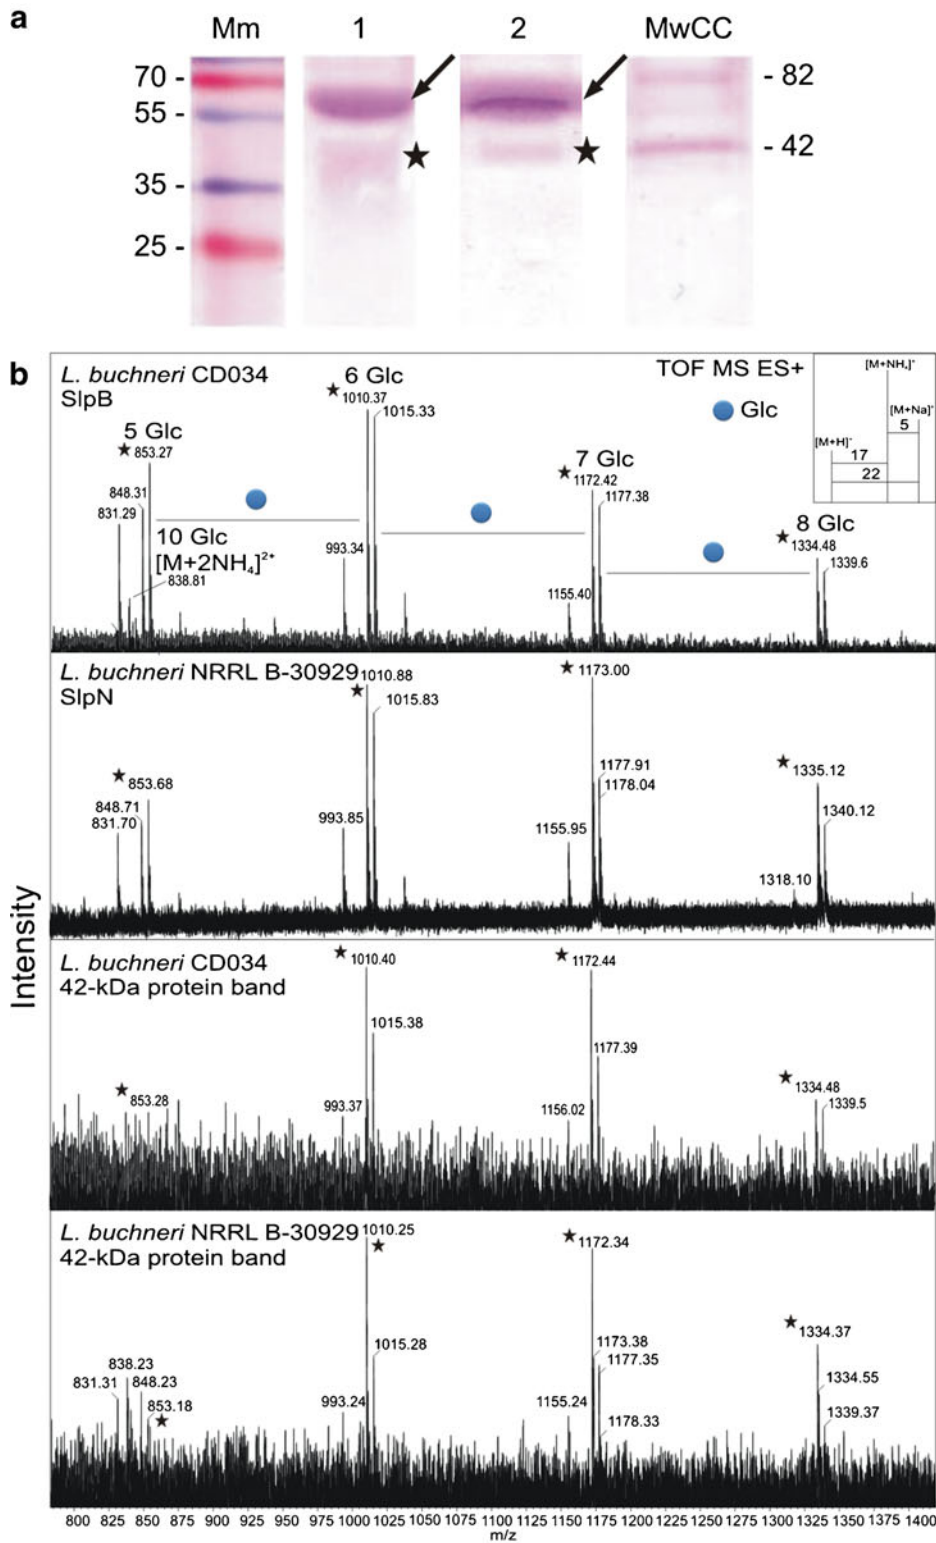 a
Mm 1 2 MwCC
70 -
55 -
35 -
25 -
- 82
- 42
b
Intensity
L. buchneri CD034
SlpB
TOF MS ES+
Glc
[M+H]⁺
[M+NH₄]⁺
[M+Na]⁺
5
17
22
5 Glc
6 Glc
7 Glc
8 Glc
10 Glc
[M+2NH₄]²⁺
831.29
838.81
848.31
★ 853.27
993.34
★ 1010.37
1015.33
1155.40
★ 1172.42
1177.38
★ 1334.48
1339.6
L. buchneri NRRL B-30929
SlpN
831.70
848.71
★ 853.68
993.85
★ 1010.88
1015.83
1155.95
★ 1173.00
1177.91
1178.04
1318.10
★ 1335.12
1340.12
L. buchneri CD034
42-kDa protein band
★ 853.28
993.37
★ 1010.40
1015.38
1156.02
★ 1172.44
1177.39
★ 1334.48
1339.5
L. buchneri NRRL B-30929
42-kDa protein band
831.31
838.23
848.23
853.18 ★
993.24
1010.25 ★
1015.28
1155.24
★ 1172.34
1173.38
1177.35
1178.33
★ 1334.37
1334.55
1339.37
800 825 850 875 900 925 950 975 1000 1025 1050 1075 1100 1125 1150 1175 1200 1225 1250 1275 1300 1325 1350 1375 1400
m/z